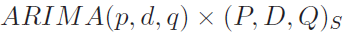 ARIMA(p, d, q) × (P, D, Q)_S